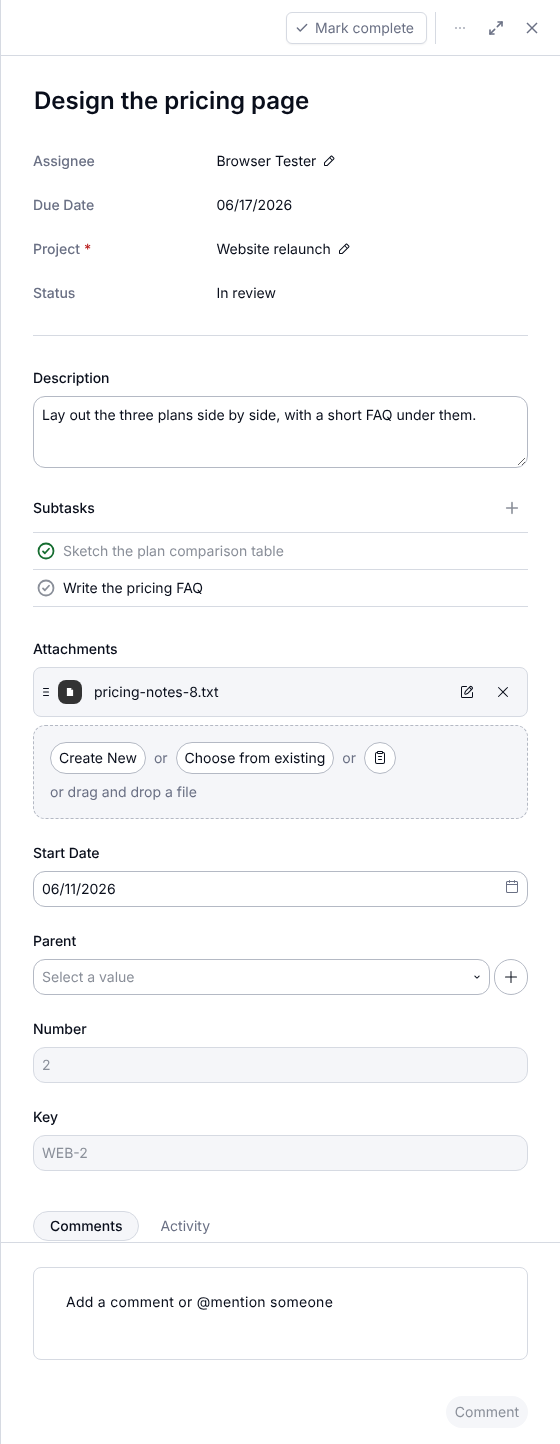 Mark complete
Design the pricing page
Assignee
Browser Tester
Due Date
06/17/2026
Project *
Website relaunch
Status
In review
Description
Lay out the three plans side by side, with a short FAQ under them.
Subtasks
Sketch the plan comparison table
Write the pricing FAQ
Attachments
pricing-notes-8.txt
Create New or Choose from existing or
or drag and drop a file
Start Date
06/11/2026
Parent
Select a value
Number
2
Key
WEB-2
Comments Activity
Add a comment or @mention someone
Comment